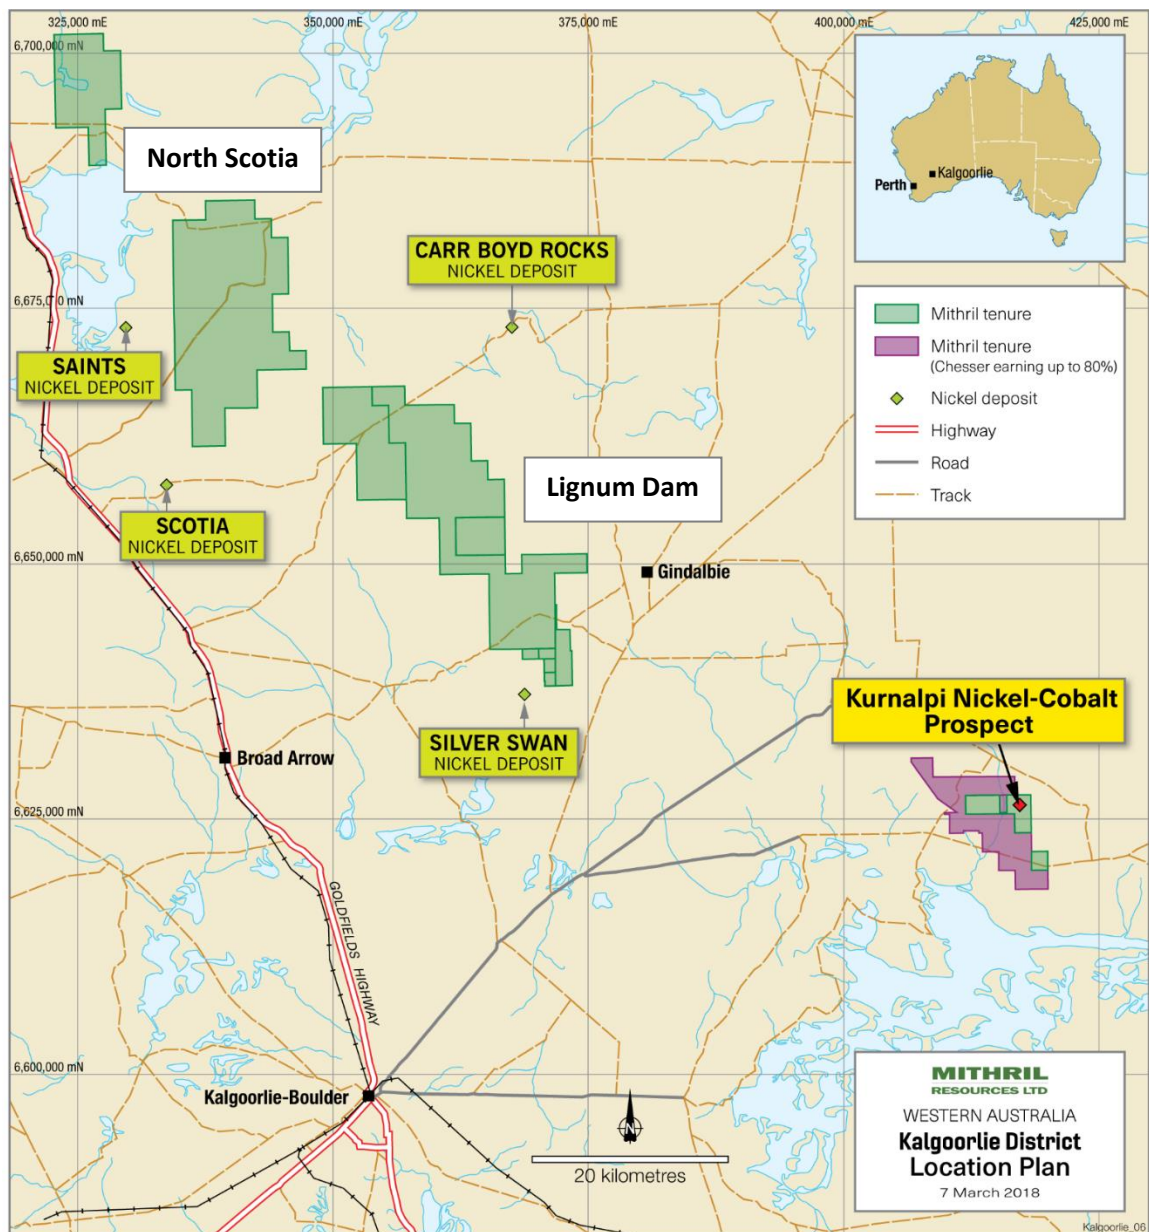 325,000 mE
350,000 mE
375,000 mE
400,000 mE
425,000 mE
6,700,000 mN
North Scotia
Kalgoorlie
Perth
CARR BOYD ROCKS
NICKEL DEPOSIT
6,675,000 mN
Mithril tenure
Mithril tenure
(Chesser earning up to 80%)
Nickel deposit
Highway
Road
Track
SAINTS
NICKEL DEPOSIT
Lignum Dam
SCOTIA
NICKEL DEPOSIT
6,650,000 mN
Gindalbie
Kurnalpi Nickel-Cobalt
Prospect
SILVER SWAN
NICKEL DEPOSIT
Broad Arrow
6,625,000 mN
GOLDFIELDS HIGHWAY
6,600,000 mN
Kalgoorlie-Boulder
20 kilometres
MITHRIL
RESOURCES LTD
WESTERN AUSTRALIA
Kalgoorlie District
Location Plan
7 March 2018
Kalgoorlie_06